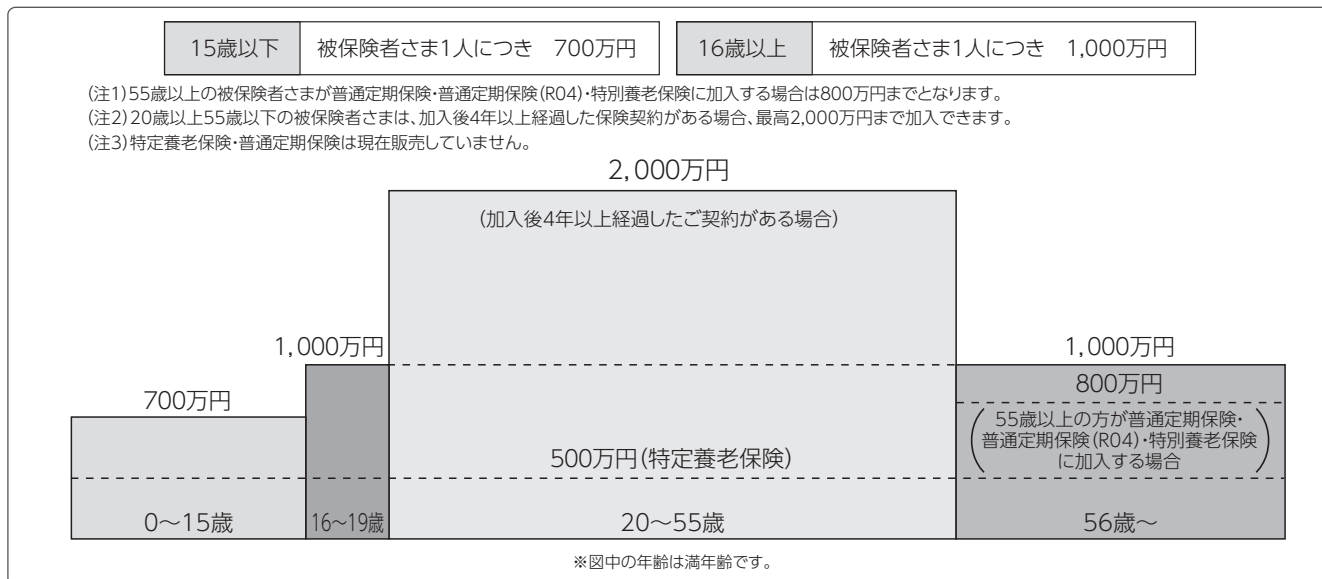 15歳以下 被保険者さま1人につき 700万円 16歳以上 被保険者さま1人につき 1,000万円
(注1)55歳以上の被保険者さまが普通定期保険・普通定期保険(R04)・特別養老保険に加入する場合は800万円までとなります。
(注2)20歳以上55歳以下の被保険者さまは、加入後4年以上経過した保険契約がある場合、最高2,000万円まで加入できます。
(注3)特定養老保険・普通定期保険は現在販売していません。
2,000万円
(加入後4年以上経過したご契約がある場合)
1,000万円
1,000万円
700万円
800万円
(55歳以上の方が普通定期保険・
普通定期保険(R04)・特別養老保険
に加入する場合)
500万円(特定養老保険)
0〜15歳 16〜19歳 20〜55歳 56歳〜
※図中の年齢は満年齢です。